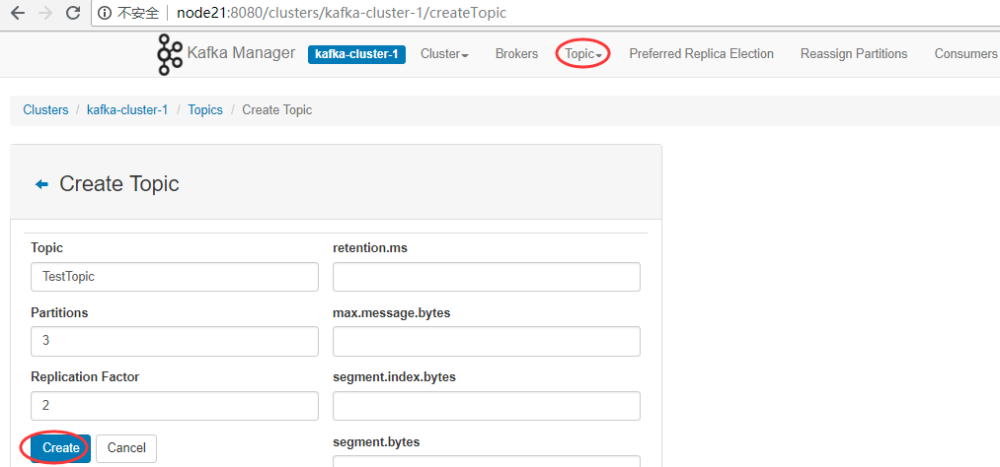 不安全 node21:8080/clusters/kafka-cluster-1/createTopic
Kafka Manager kafka-cluster-1 Cluster Brokers Topic Preferred Replica Election Reassign Partitions Consumers
Clusters / kafka-cluster-1 / Topics / Create Topic
Create Topic
Topic
TestTopic
Partitions
3
Replication Factor
2
Create Cancel
retention.ms
max.message.bytes
segment.index.bytes
segment.bytes